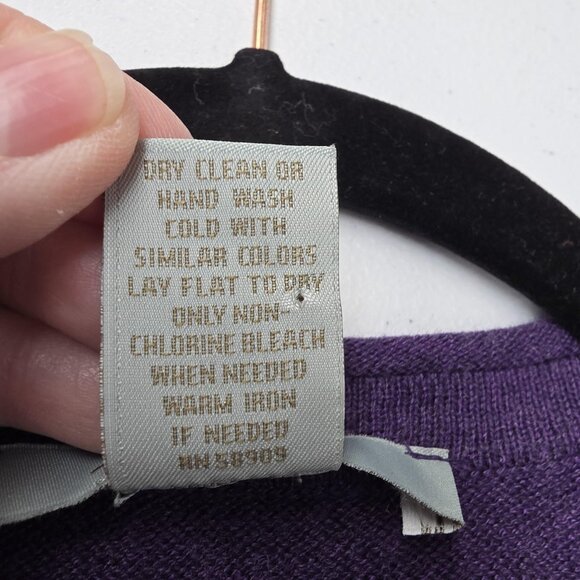 DRY CLEAN OR
HAND WASH
COLD WITH
SIMILAR COLORS
LAY FLAT TO DRY
ONLY NON-
CHLORINE BLEACH
WHEN NEEDED
WARM IRON
IF NEEDED
RN58909